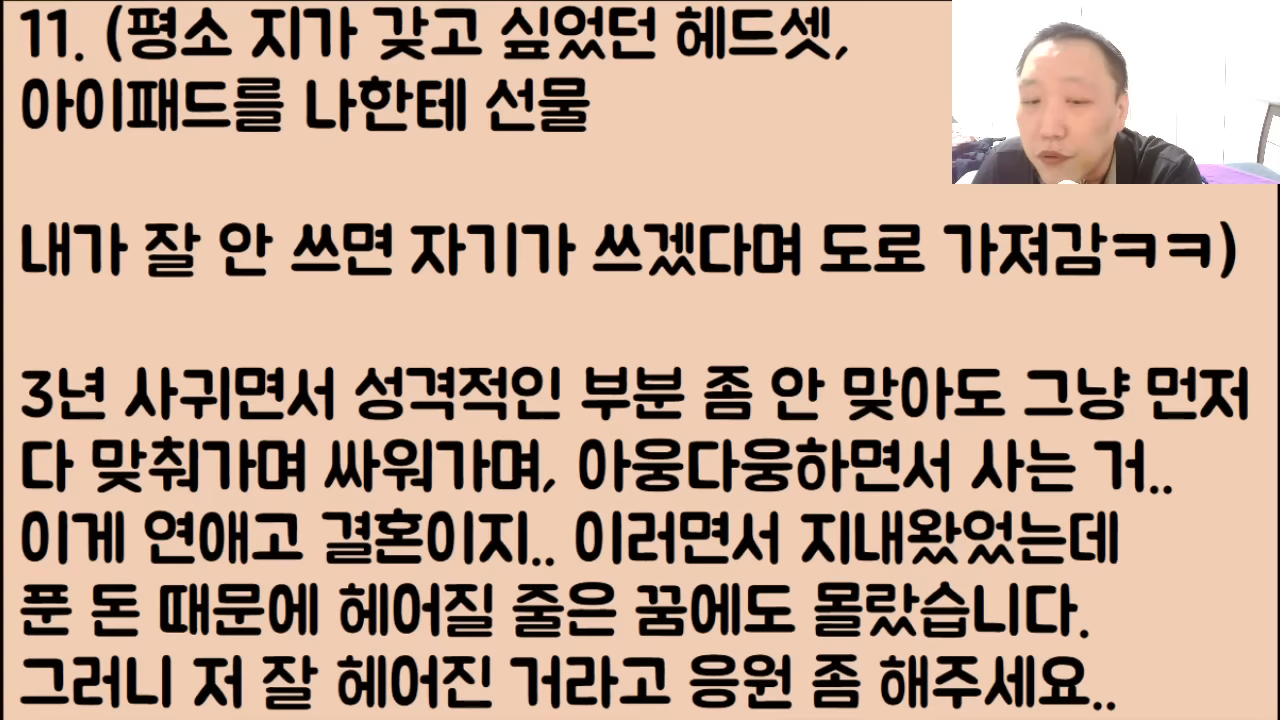 11. (평소 지가 갖고 싶었던 헤드셋,
아이패드를 나한테 선물
내가 잘 안 쓰면 자기가 쓰겠다며 도로 가져감ㅋㅋ)
3년 사귀면서 성격적인 부분 좀 안 맞아도 그냥 먼저
다 맞춰가며 싸워가며, 아웅다웅하면서 사는 거..
이게 연애고 결혼이지.. 이러면서 지내왔었는데
푼 돈 때문에 헤어질 줄은 꿈에도 몰랐습니다.
그러니 저 잘 헤어진 거라고 응원 좀 해주세요..